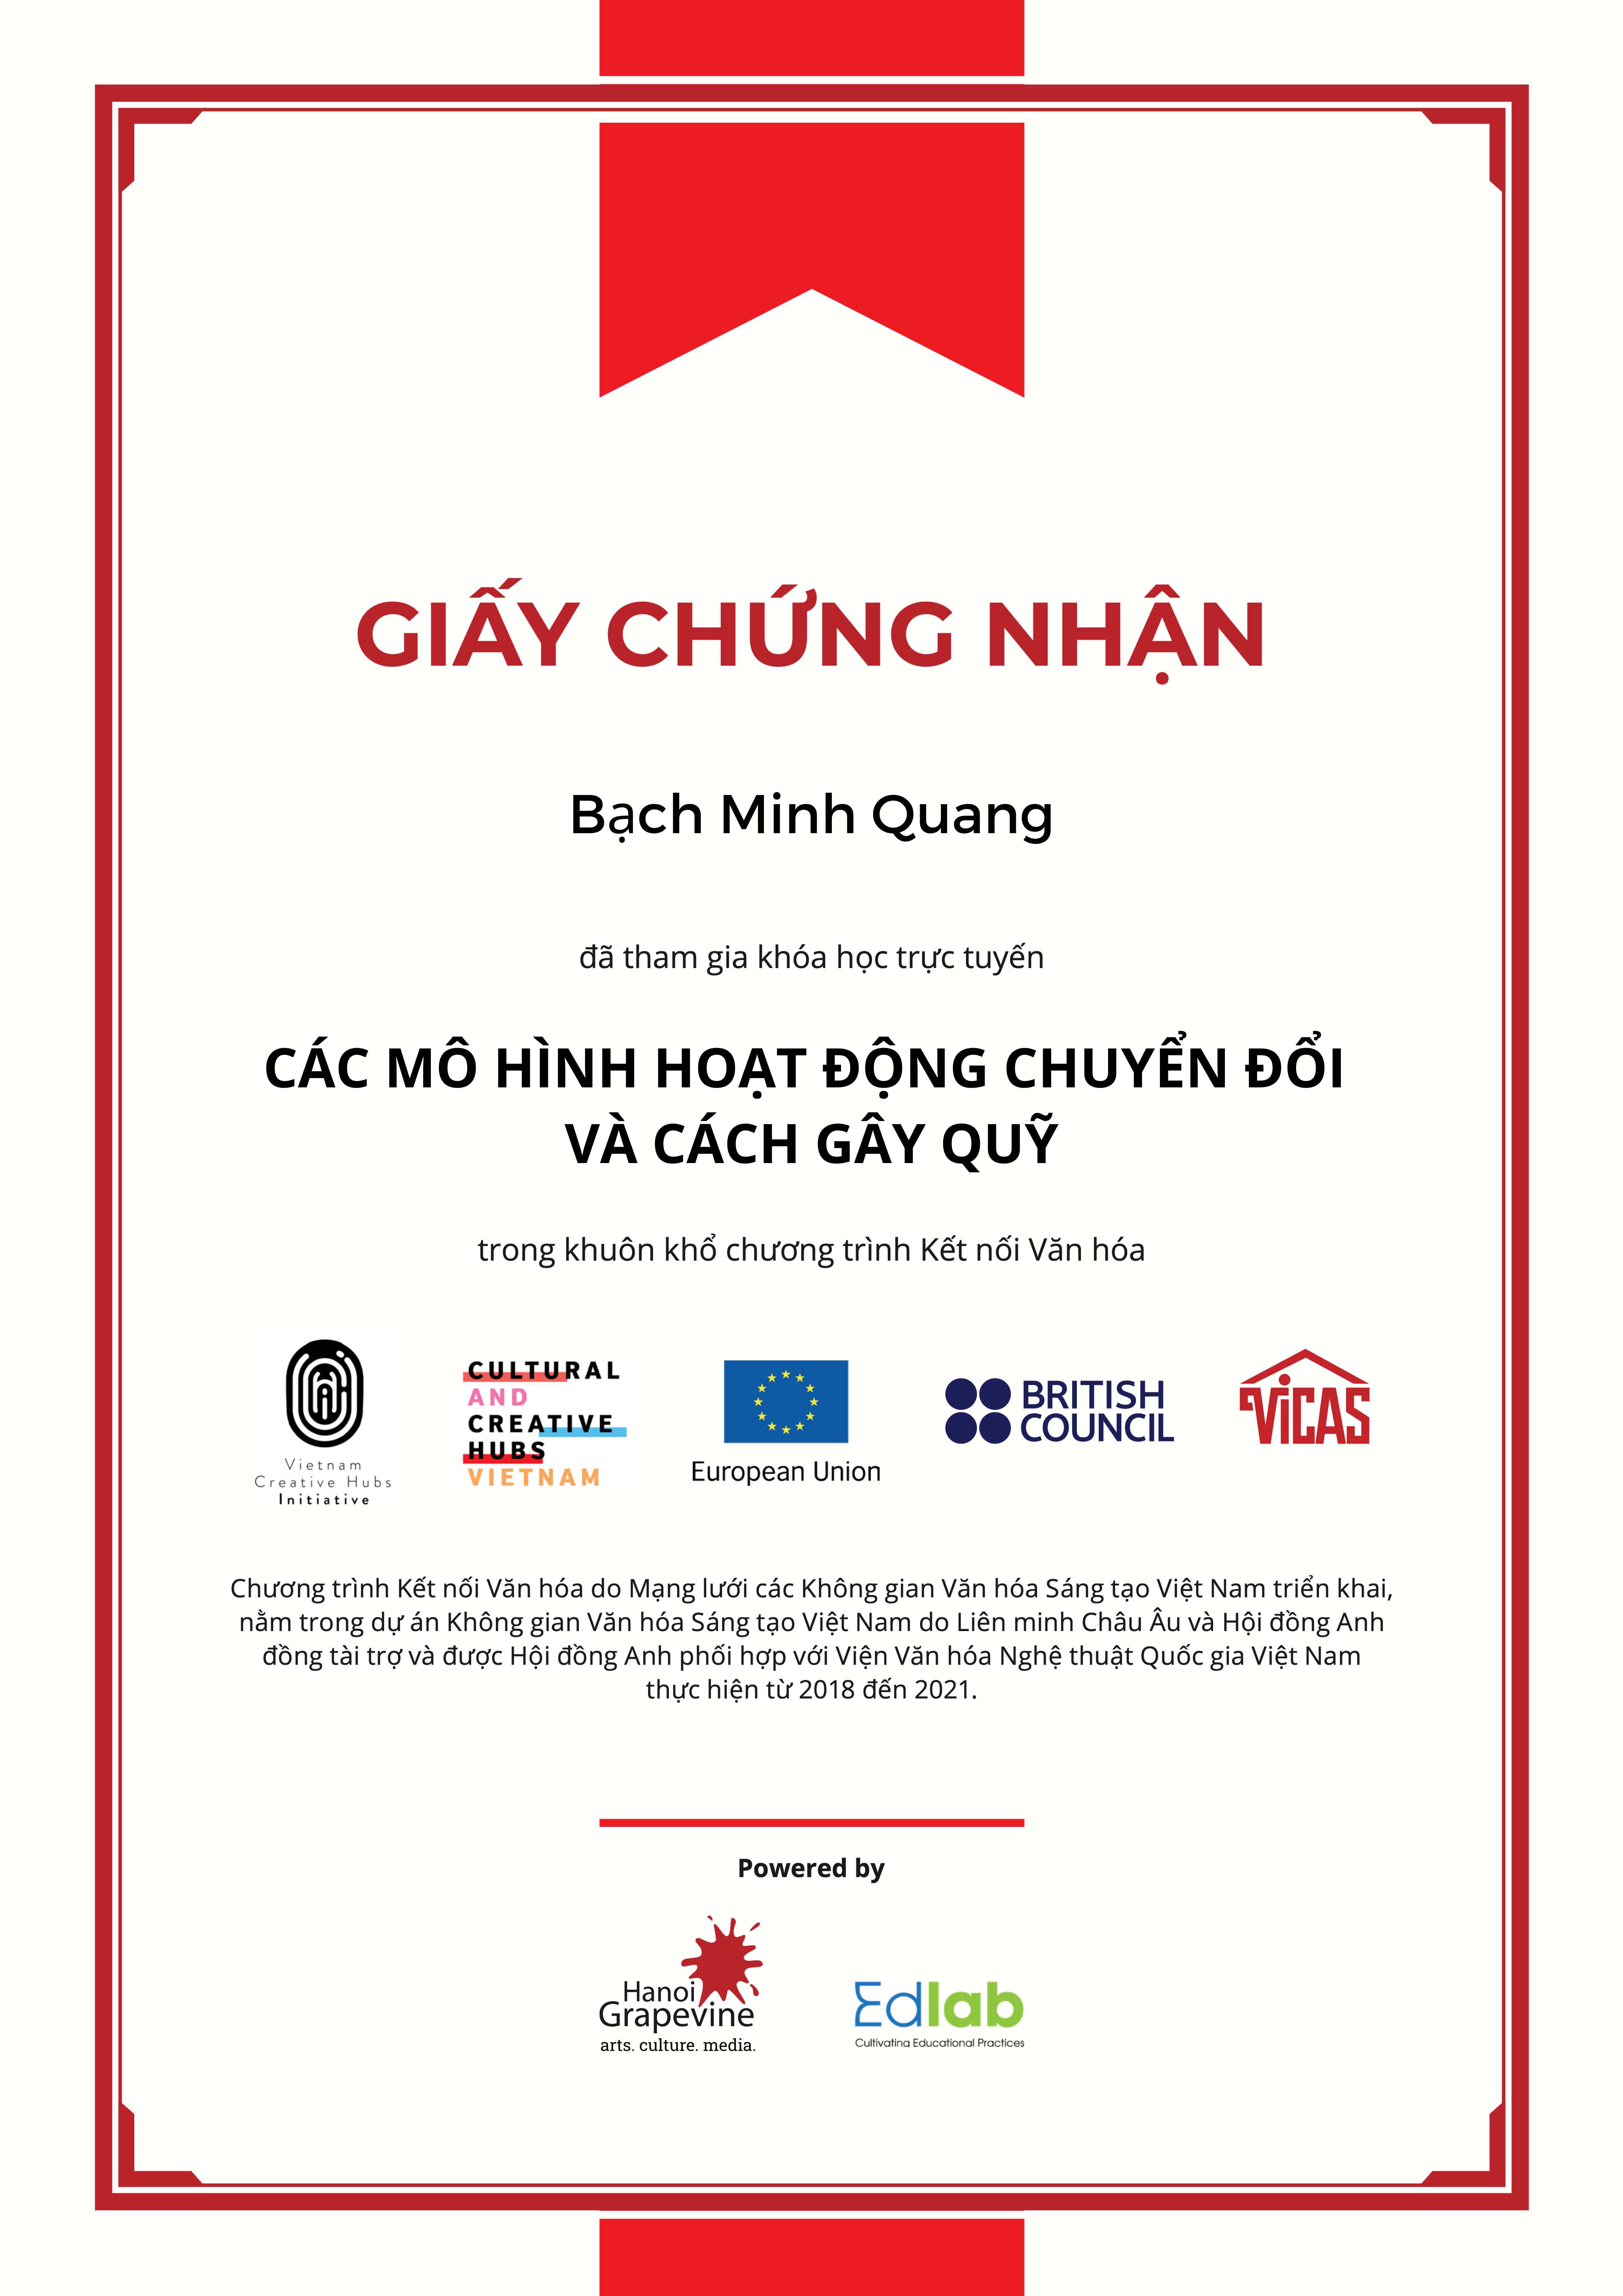 GIẤY CHỨNG NHẬN
Bạch Minh Quang
đã tham gia khóa học trực tuyến
CÁC MÔ HÌNH HOẠT ĐỘNG CHUYỂN ĐỔI
VÀ CÁCH GÂY QUỸ
trong khuôn khổ chương trình Kết nối Văn hóa
Vietnam
Creative Hubs
Initiative
CULTURAL
AND
CREATIVE
HUBS
VIETNAM
European Union
BRITISH
COUNCIL
VICAS
Chương trình Kết nối Văn hóa do Mạng lưới các Không gian Văn hóa Sáng tạo Việt Nam triển khai,
nằm trong dự án Không gian Văn hóa Sáng tạo Việt Nam do Liên minh Châu Âu và Hội đồng Anh
đồng tài trợ và được Hội đồng Anh phối hợp với Viện Văn hóa Nghệ thuật Quốc gia Việt Nam
thực hiện từ 2018 đến 2021.
Powered by
Hanoi
Grapevine
arts. culture. media.
Edlab
Cultivating Educational Practices